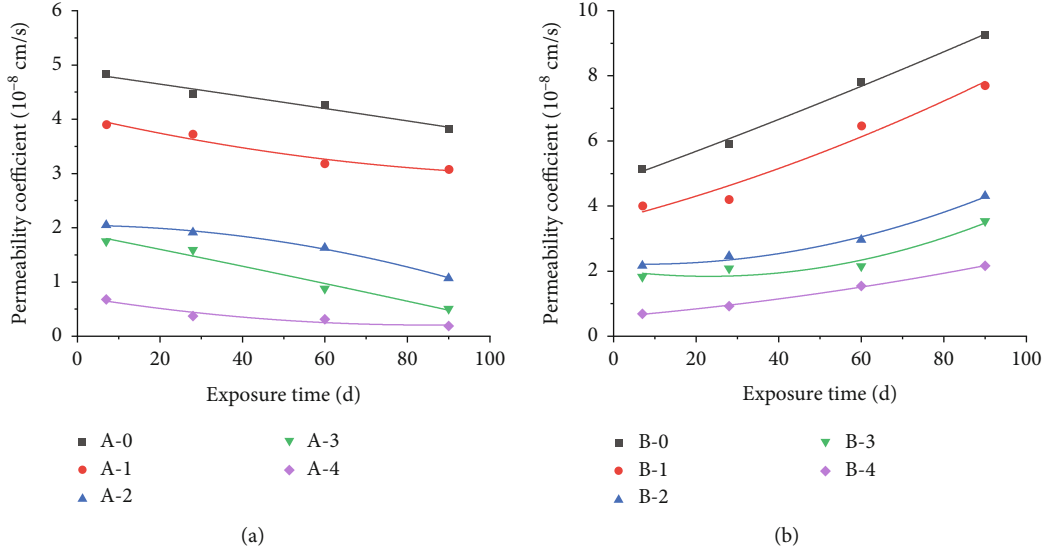 6
5
4
3
2
1
0
Permeability coefficient (10⁻⁸ cm/s)
0 20 40 60 80 100
Exposure time (d)
A-0 A-3
A-1 A-4
A-2
(a)
10
8
6
4
2
0
Permeability coefficient (10⁻⁸ cm/s)
0 20 40 60 80 100
Exposure time (d)
B-0 B-3
B-1 B-4
B-2
(b)